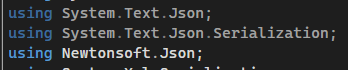 using System.Text.Json;
using System.Text.Json.Serialization;
using Newtonsoft.Json;